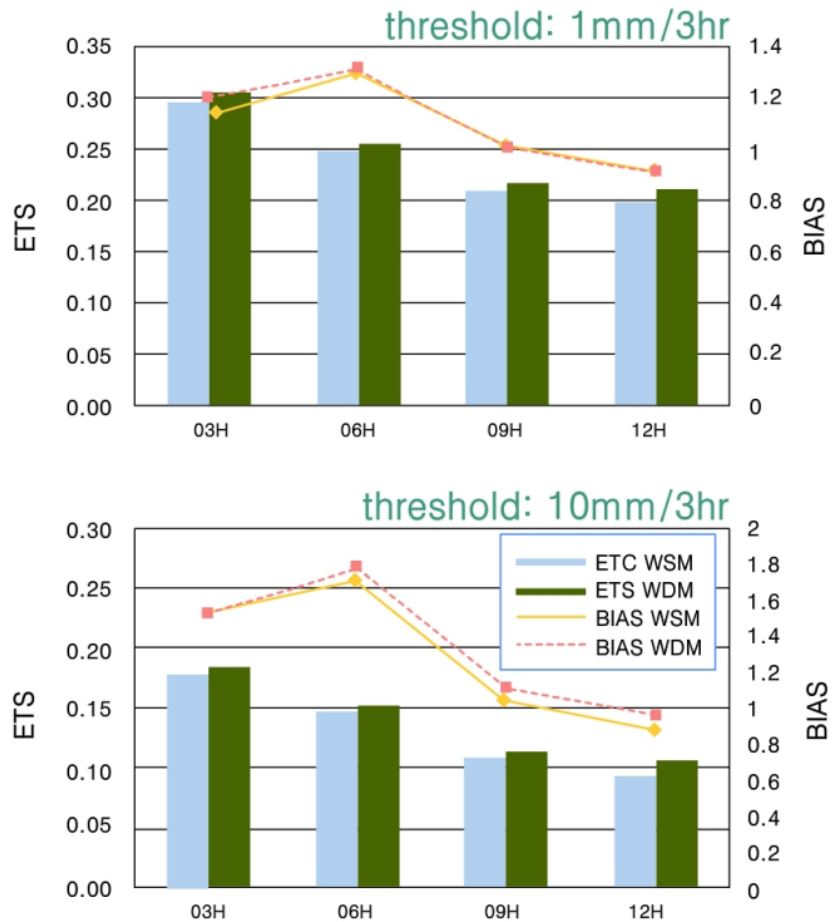 threshold: 1mm/3hr
0.35
0.30
0.25
0.20
0.15
0.10
0.05
0.00
ETS
1.4
1.2
1
0.8
0.6
0.4
0.2
0
BIAS
03H 06H 09H 12H
threshold: 10mm/3hr
0.30
0.25
0.20
0.15
0.10
0.05
0.00
ETS
ETC WSM
ETS WDM
BIAS WSM
BIAS WDM
2
1.8
1.6
1.4
1.2
1
0.8
0.6
0.4
0.2
0
BIAS
03H 06H 09H 12H